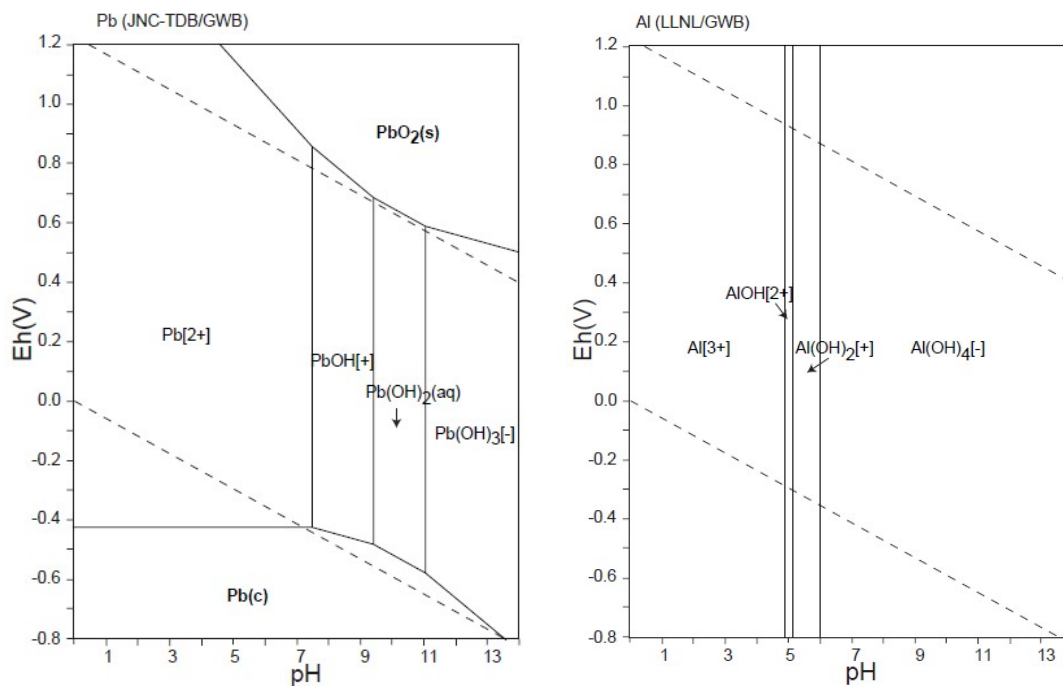 Pb (JNC-TDB/GWB)
1.2
1.0
0.8
0.6
0.4
0.2
0.0
-0.2
-0.4
-0.6
-0.8
Eh(V)
PbO2(s)
Pb[2+]
PbOH[+]
Pb(OH)2(aq)
Pb(OH)3[-]
Pb(c)
1 3 5 7 9 11 13
pH
Al (LLNL/GWB)
1.2
1.0
0.8
0.6
0.4
0.2
0.0
-0.2
-0.4
-0.6
-0.8
Eh(V)
AlOH[2+]
Al[3+] Al(OH)2[+] Al(OH)4[-]
1 3 5 7 9 11 13
pH